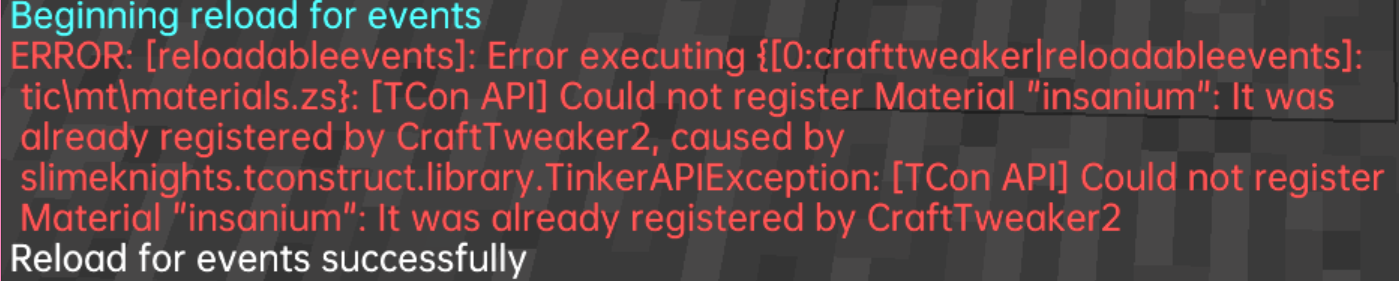 Beginning reload for events
ERROR: [reloadableevents]: Error executing {[0:crafttweaker|reloadableevents]:
tic\mt\materials.zs}: [TCon API] Could not register Material "insanium": It was
already registered by CraftTweaker2, caused by
slimeknights.tconstruct.library.TinkerAPIException: [TCon API] Could not register
Material "insanium": It was already registered by CraftTweaker2
Reload for events successfully